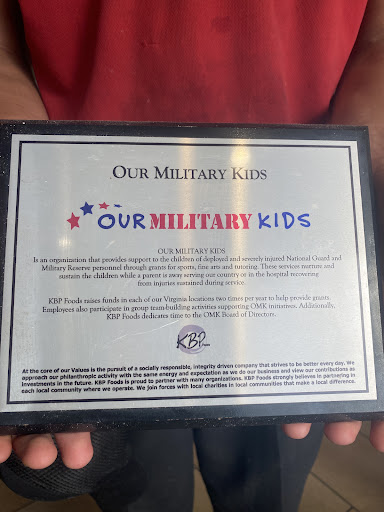 OUR MILITARY KIDS
OUR MILITARY KIDS
OUR MILITARY KIDS
Is an organization that provides support to the children of deployed and severely injured National Guard and
Military Reserve personnel through grants for sports, fine arts and tutoring. These services nurture and
sustain the children while a parent is away serving our country or in the hospital recovering
from injuries sustained during service.
KBP Foods raises funds in each of our Virginia locations two times per year to help provide grants.
Employees also participate in group team-building activities supporting OMK initiatives. Additionally,
KBP Foods dedicates time to the OMK Board of Directors.
KBP
At the core of our Values is the pursuit of a socially responsible, integrity driven company that strives to be better every day. We
approach our philanthropic activity with the same energy and expectation as we do our business and view our contributions as
investments in the future. KBP Foods is proud to partner with many organizations. KBP Foods strongly believes in partnering in
each local community where we operate. We join forces with local charities in local communities that make a local difference.